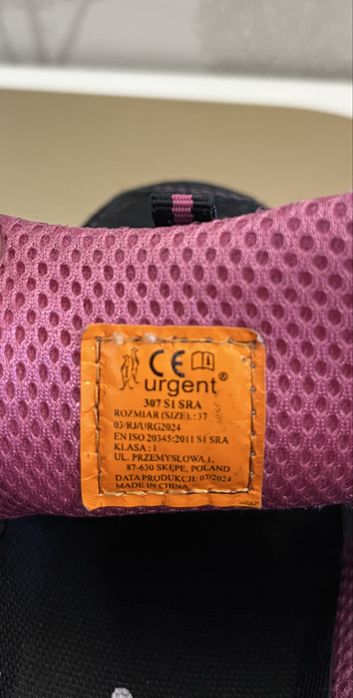 CE
urgent®
307 S1 SRA
ROZMIAR (SIZE).: 37
03/RJ/URG2024
EN ISO 20345:2011 S1 SRA
KLASA : I
UL. PRZEMYSŁOWA 1,
87-630 SKĘPE, POLAND
DATA PRODUKCJI: 07/2024
MADE IN CHINA